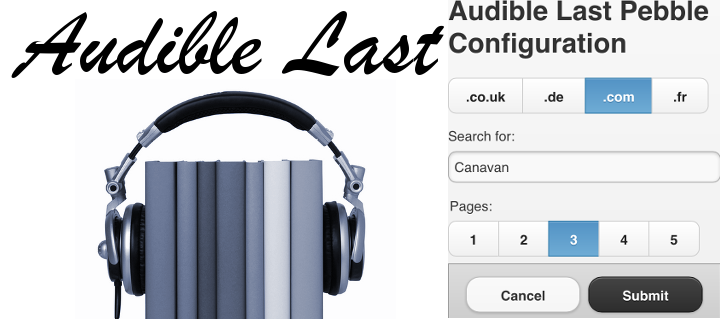 Audible Last
Audible Last Pebble
Configuration
.co.uk .de .com .fr
Search for:
Canavan
Pages:
1 2 3 4 5
Cancel Submit